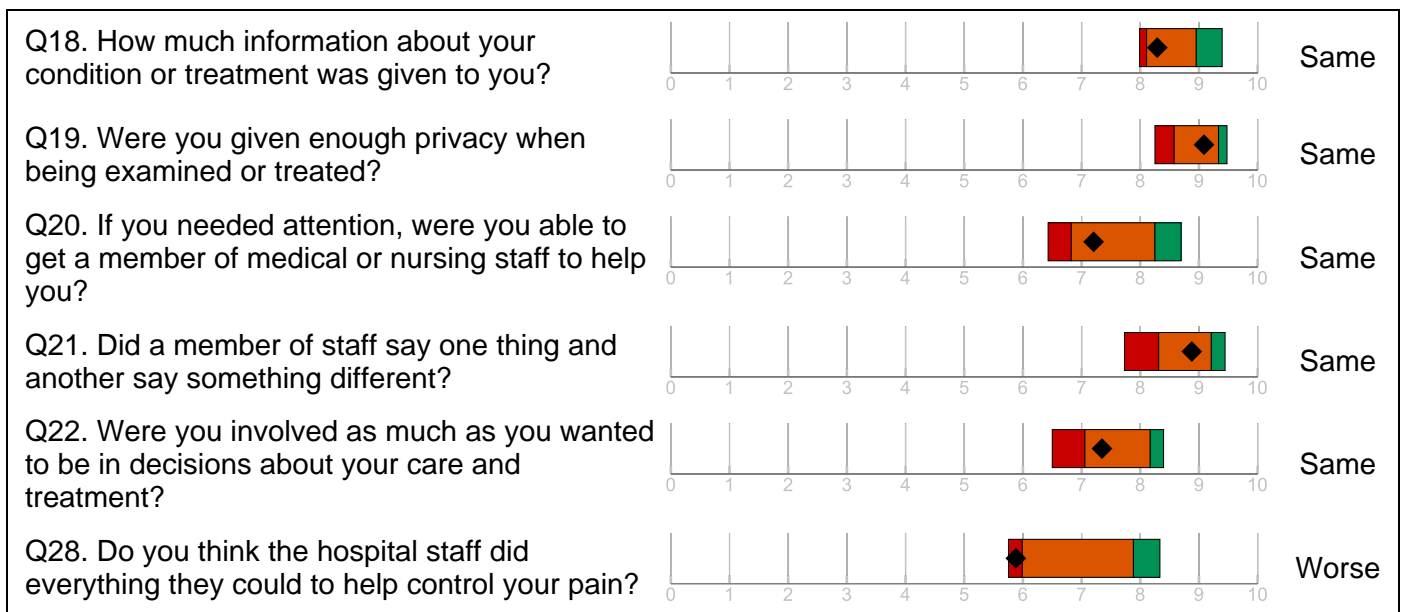 Q18. How much information about your
condition or treatment was given to you?
0 1 2 3 4 5 6 7 8 9 10
Same
Q19. Were you given enough privacy when
being examined or treated?
0 1 2 3 4 5 6 7 8 9 10
Same
Q20. If you needed attention, were you able to
get a member of medical or nursing staff to help
you?
0 1 2 3 4 5 6 7 8 9 10
Same
Q21. Did a member of staff say one thing and
another say something different?
0 1 2 3 4 5 6 7 8 9 10
Same
Q22. Were you involved as much as you wanted
to be in decisions about your care and
treatment?
0 1 2 3 4 5 6 7 8 9 10
Same
Q28. Do you think the hospital staff did
everything they could to help control your pain?
0 1 2 3 4 5 6 7 8 9 10
Worse